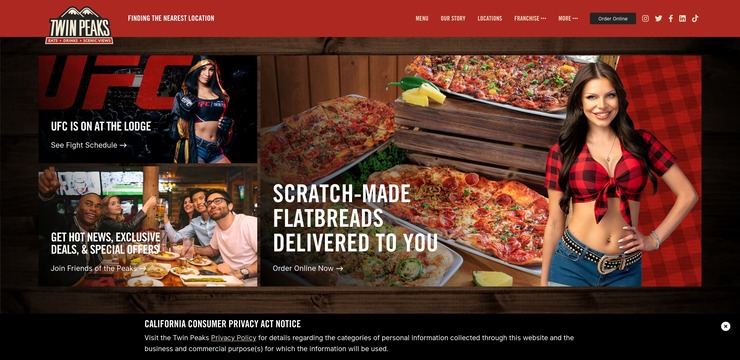 TWIN PEAKS
EATS • DRINKS • SCENIC VIEWS
FINDING THE NEAREST LOCATION
MENU
OUR STORY
LOCATIONS
FRANCHISE •••
MORE •••
Order Online
UFC
UFC IS ON AT THE LODGE
See Fight Schedule →
GET HOT NEWS, EXCLUSIVE
DEALS, & SPECIAL OFFERS
Join Friends of the Peaks →
SCRATCH-MADE
FLATBREADS
DELIVERED TO YOU
Order Online Now →
CALIFORNIA CONSUMER PRIVACY ACT NOTICE
Visit the Twin Peaks Privacy Policy for details regarding the categories of personal information collected through this website and the
business and commercial purpose(s) for which the information will be used.